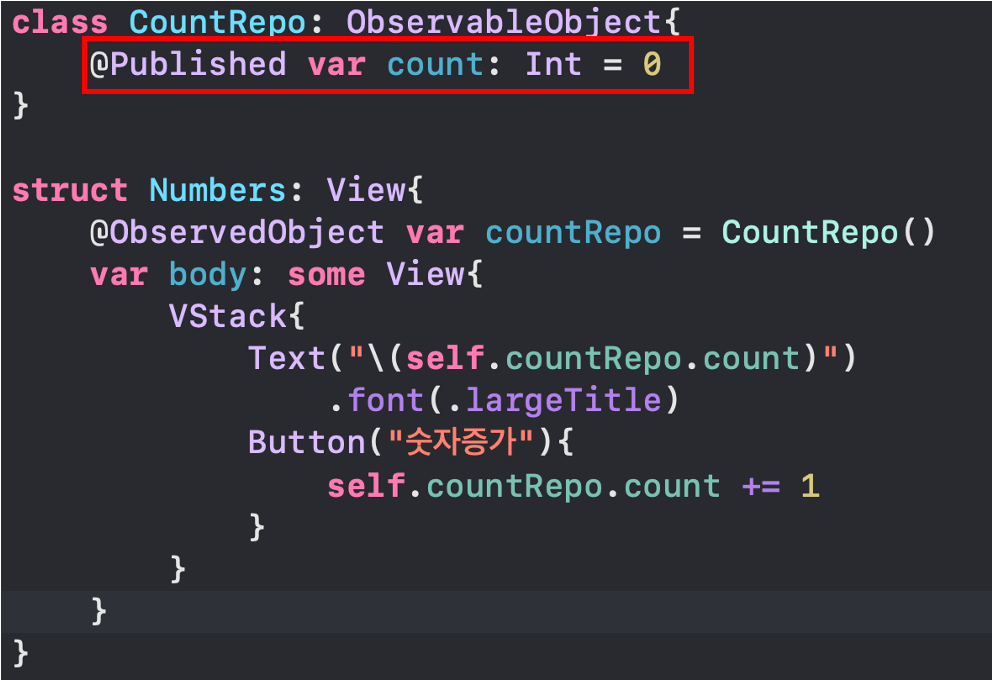 class CountRepo: ObservableObject{
    @Published var count: Int = 0
}

struct Numbers: View{
    @ObservedObject var countRepo = CountRepo()
    var body: some View{
        VStack{
            Text("\(self.countRepo.count)")
                .font(.largeTitle)
            Button("숫자증가"){
                self.countRepo.count += 1
            }
        }
    }
}